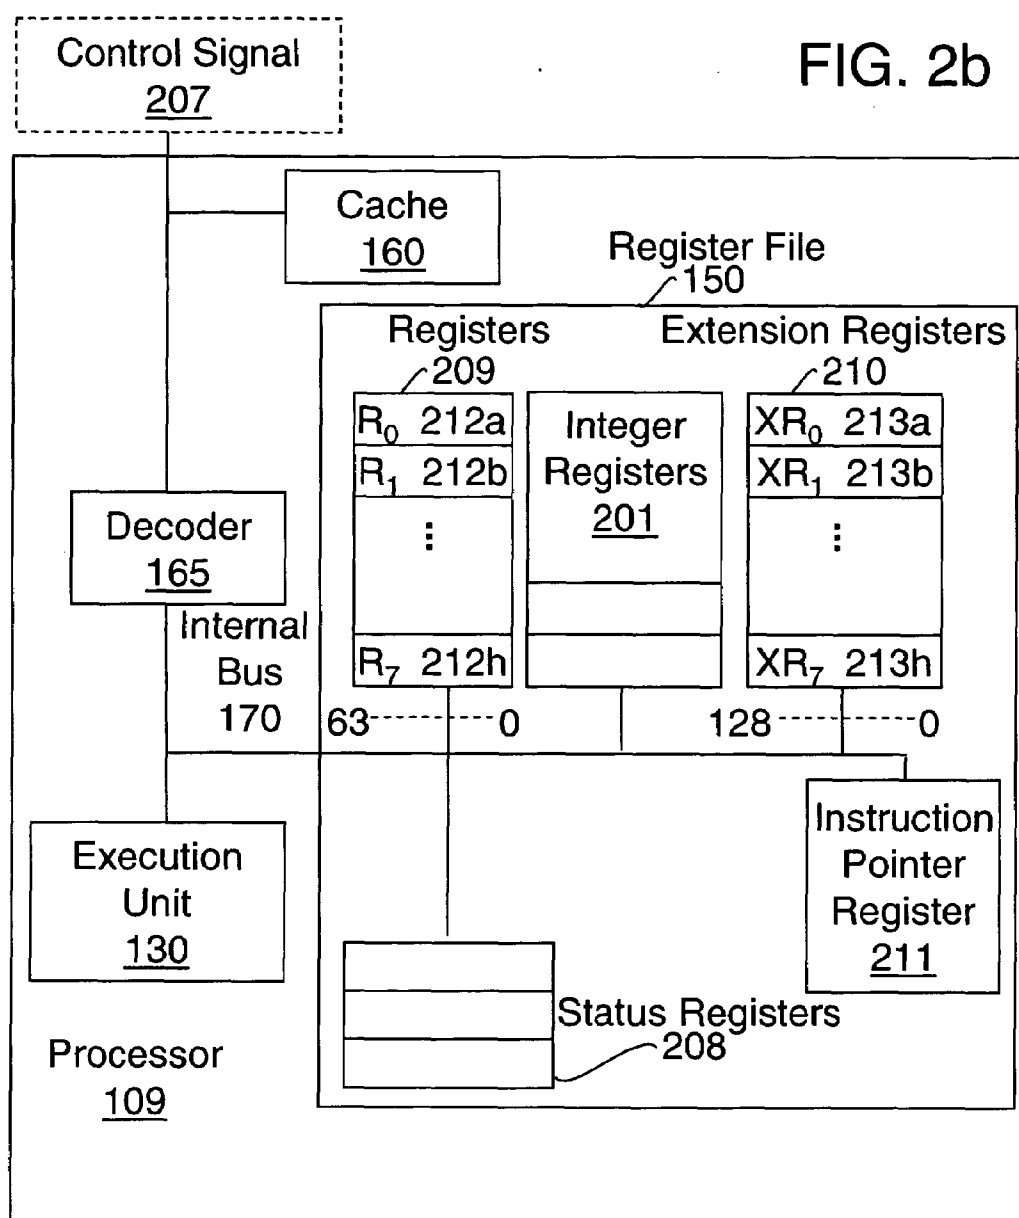 Control Signal
207
FIG. 2b
Cache
160
Register File
150
Registers
209
Extension Registers
210
R₀ 212a
R₁ 212b
⋮
R₇ 212h
63 -------- 0
Integer
Registers
201
XR₀ 213a
XR₁ 213b
⋮
XR₇ 213h
128 -------- 0
Decoder
165
Internal
Bus
170
Execution
Unit
130
Instruction
Pointer
Register
211
Status Registers
208
Processor
109